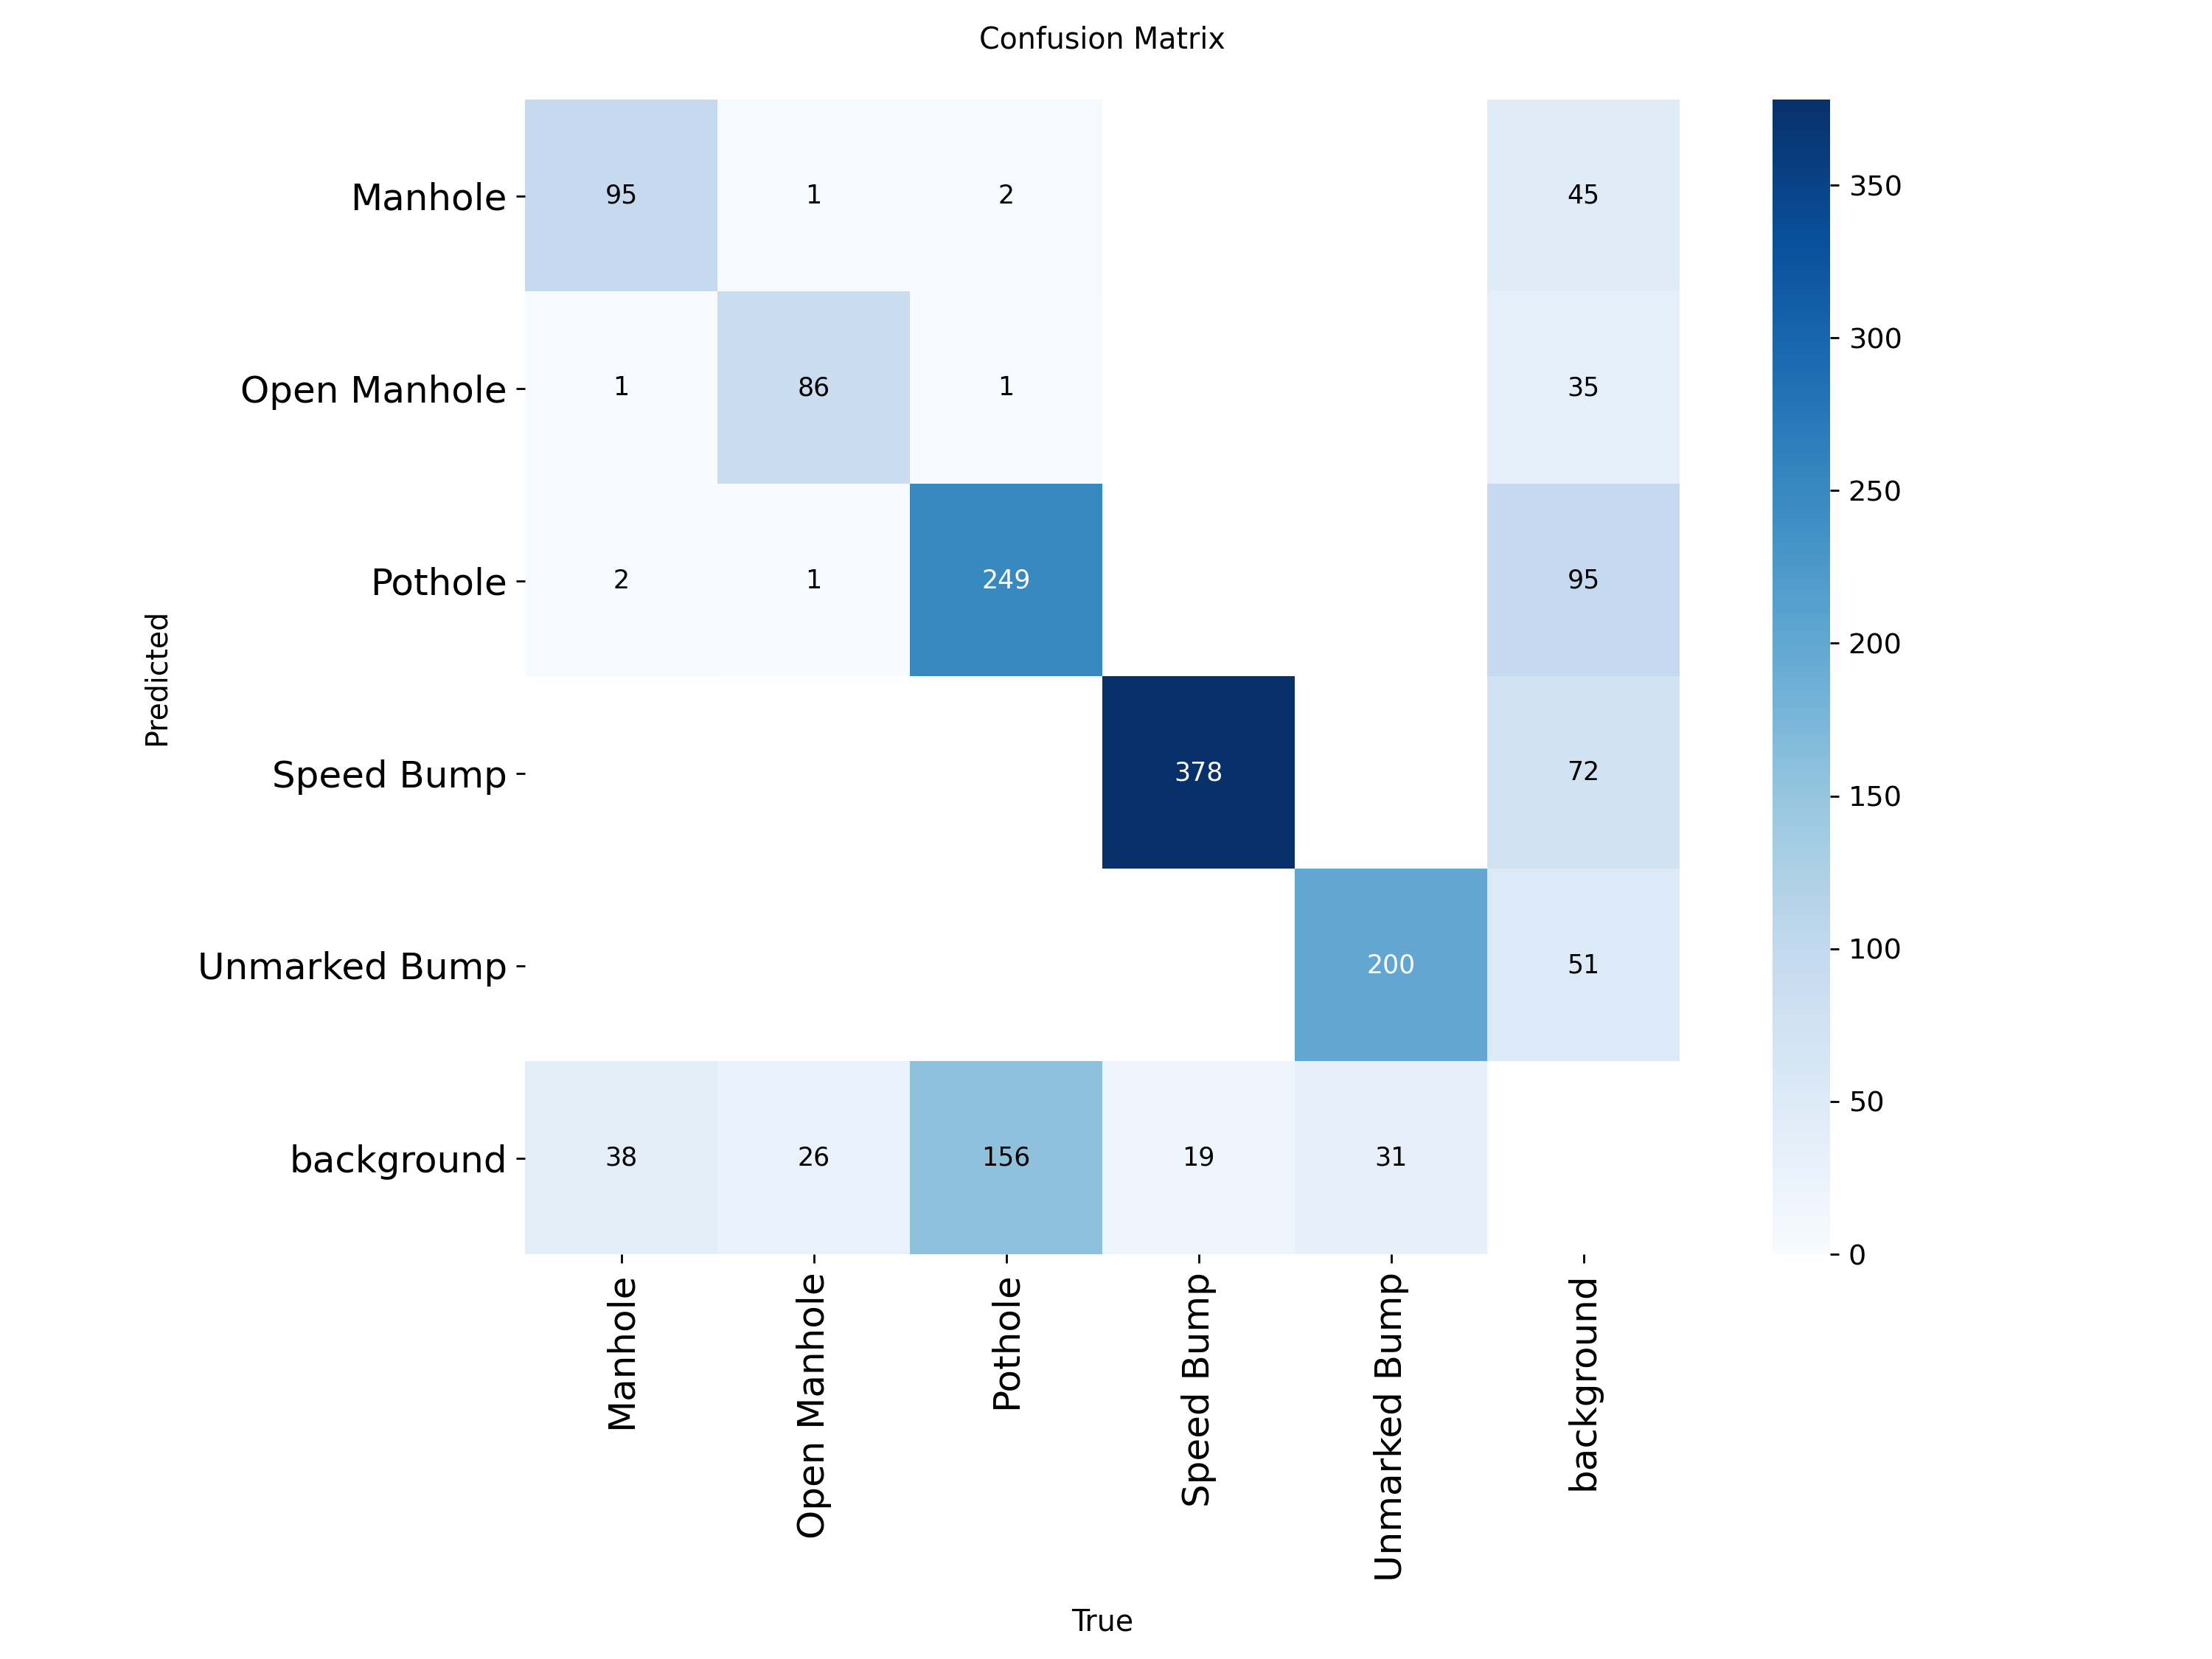 Confusion Matrix
Manhole 95 1 2 45
Open Manhole 1 86 1 35
Pothole 2 1 249 95
Speed Bump 378 72
Unmarked Bump 200 51
background 38 26 156 19 31
Predicted
Manhole
Open Manhole
Pothole
Speed Bump
Unmarked Bump
background
True
350
300
250
200
150
100
50
0